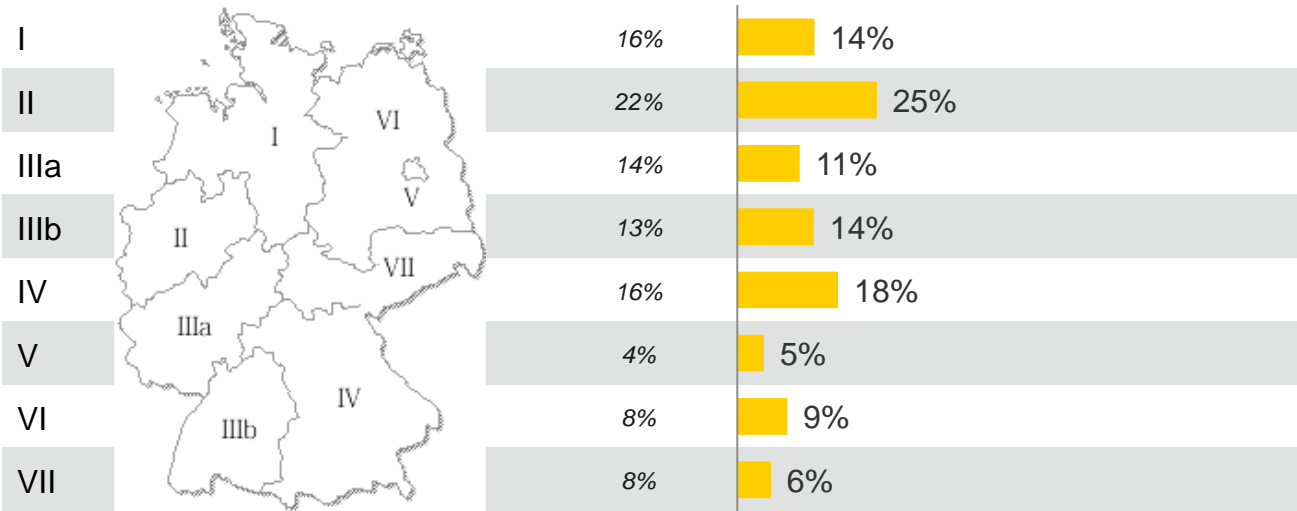 I 16% 14%
II 22% 25%
IIIa 14% 11%
IIIb 13% 14%
IV 16% 18%
V 4% 5%
VI 8% 9%
VII 8% 6%
I
VI
V
II
VII
IIIa
IV
IIIb